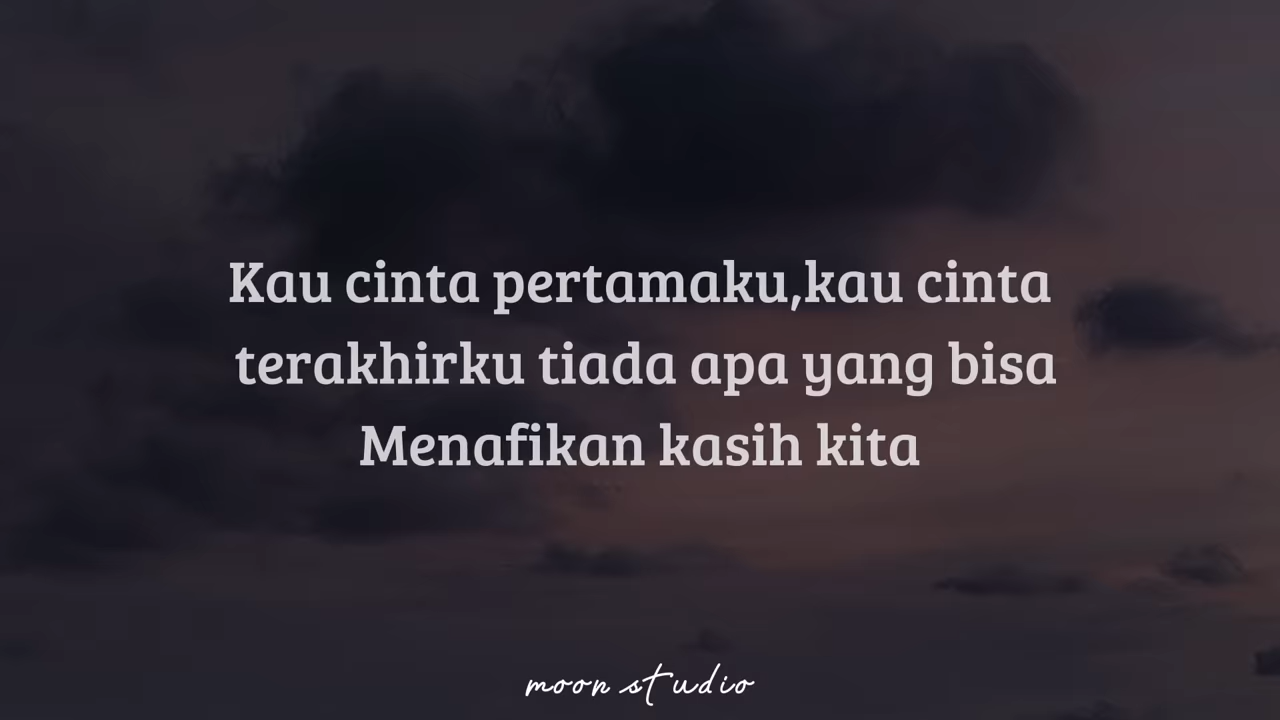 Kau cinta pertamaku,kau cinta
terakhirku tiada apa yang bisa
Menafikan kasih kita
moon studio